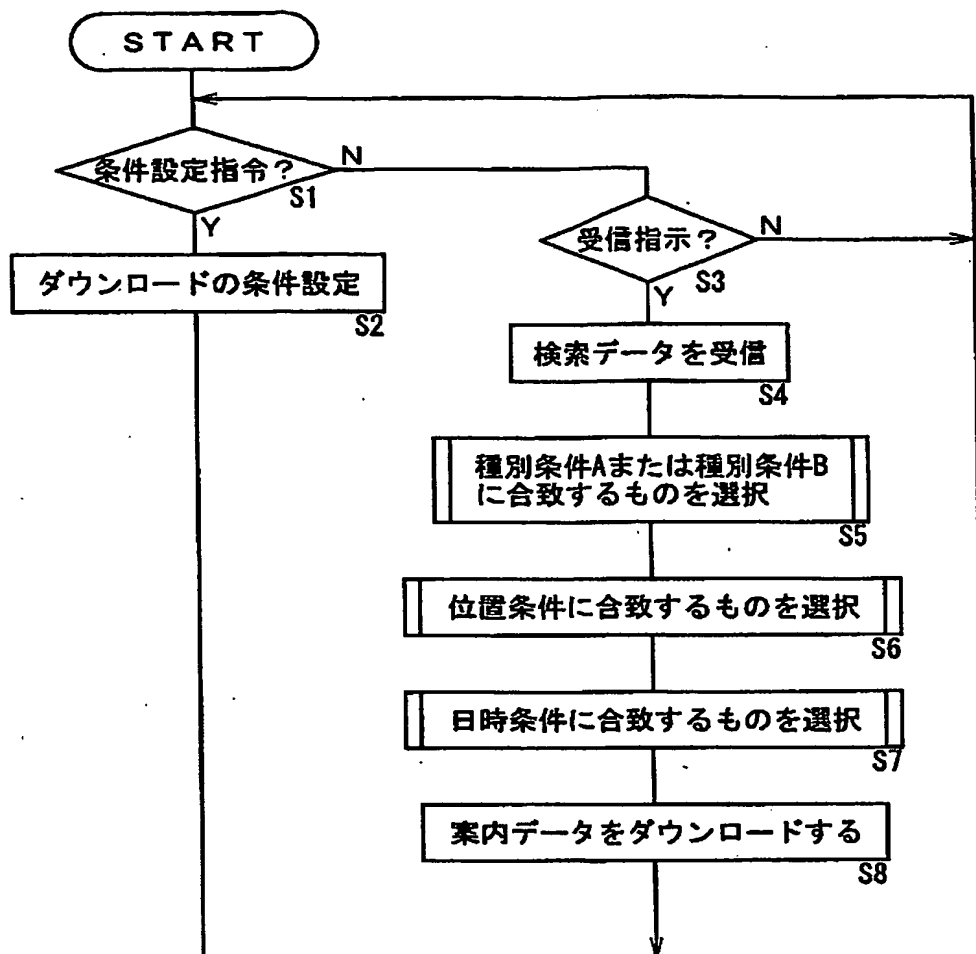 START
条件設定指令?
N
S1
Y
ダウンロードの条件設定
S2
受信指示?
N
S3
Y
検索データを受信
S4
種別条件Aまたは種別条件B
に合致するものを選択
S5
位置条件に合致するものを選択
S6
日時条件に合致するものを選択
S7
案内データをダウンロードする
S8